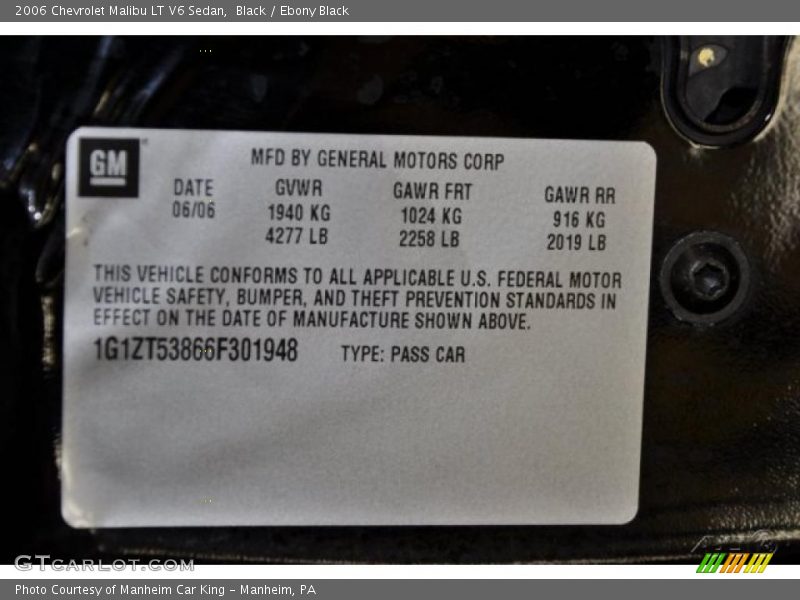 2006 Chevrolet Malibu LT V6 Sedan,  Black / Ebony Black
GM
MFD BY GENERAL MOTORS CORP
DATE GVWR GAWR FRT GAWR RR
06/06 1940 KG 1024 KG 916 KG
4277 LB 2258 LB 2019 LB
THIS VEHICLE CONFORMS TO ALL APPLICABLE U.S. FEDERAL MOTOR
VEHICLE SAFETY, BUMPER, AND THEFT PREVENTION STANDARDS IN
EFFECT ON THE DATE OF MANUFACTURE SHOWN ABOVE.
1G1ZT53866F301948 TYPE: PASS CAR
GTCarLot.com
Photo Courtesy of Manheim Car King - Manheim, PA